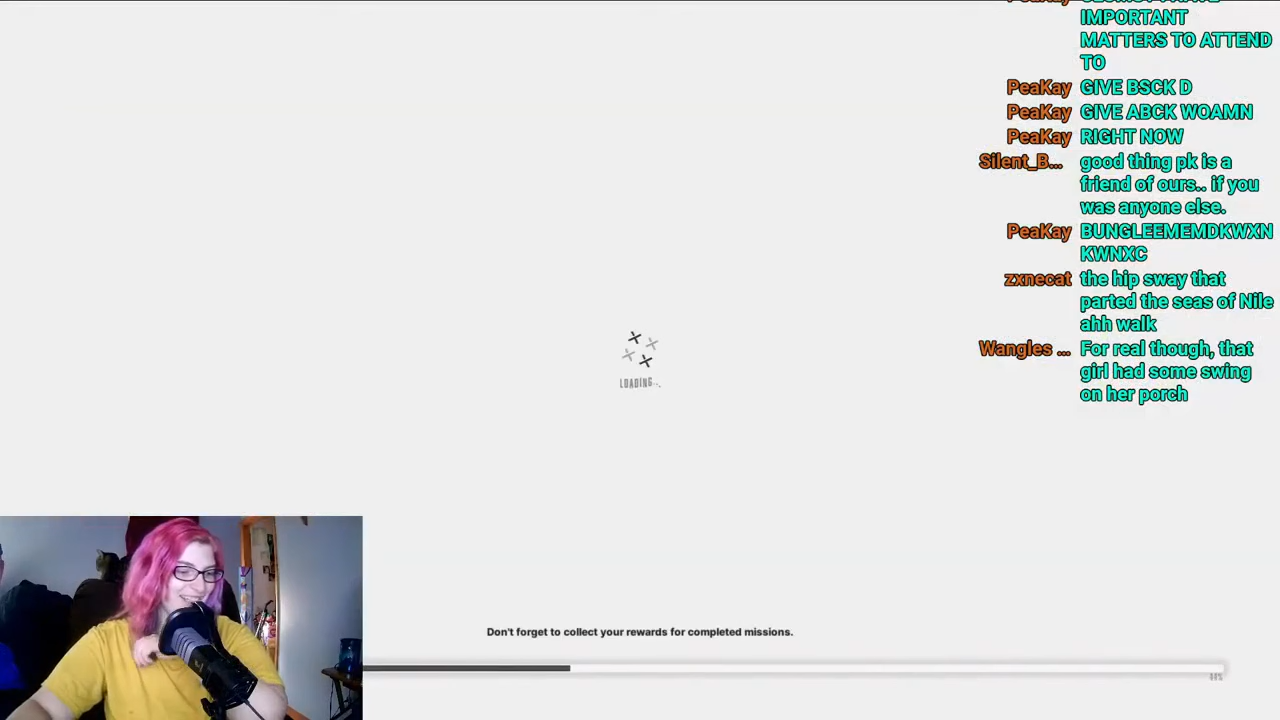 IMPORTANT
MATTERS TO ATTEND
TO
PeaKay GIVE BSCK D
PeaKay GIVE ABCK WOAMN
PeaKay RIGHT NOW
Silent_B... good thing pk is a
friend of ours.. if you
was anyone else.
PeaKay BUNGLEEMEMDKWXN
KWNXC
zxnecat the hip sway that
parted the seas of Nile
ahh walk
Wangles ... For real though, that
girl had some swing
on her porch
LOADING...
Don't forget to collect your rewards for completed missions.
44%